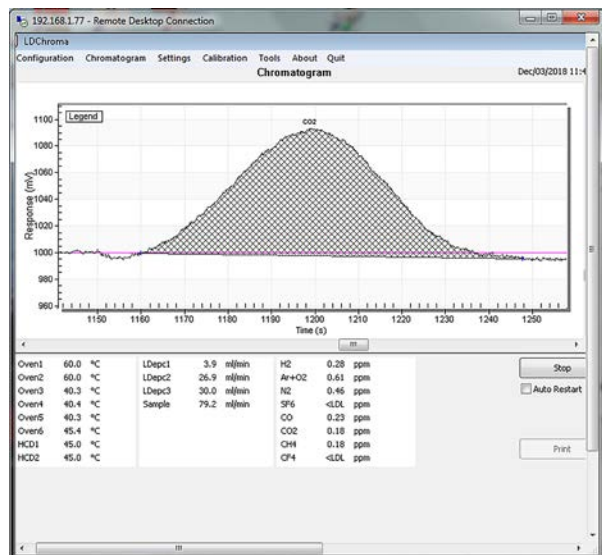 192.168.1.77 - Remote Desktop Connection
LDChroma
Configuration Chromatogram Settings Calibration Tools About Quit
Chromatogram Dec/03/2018 11:4
Legend
CO2
Response (mV)
1100
1080
1060
1040
1020
1000
980
960
1150 1160 1170 1180 1190 1200 1210 1220 1230 1240 1250
Time (s)
Oven1 60.0 °C LDepc1 3.9 ml/min H2 0.28 ppm Stop
Oven2 60.0 °C LDepc2 26.9 ml/min Ar+O2 0.61 ppm
Oven3 40.3 °C LDepc3 30.0 ml/min N2 0.46 ppm Auto Restart
Oven4 40.4 °C Sample 79.2 ml/min SF6 <LDL ppm
Oven5 40.3 °C CO 0.23 ppm
Oven6 45.4 °C CO2 0.18 ppm
HCD1 45.0 °C CH4 0.18 ppm Print
HCD2 45.0 °C CF4 <LDL ppm